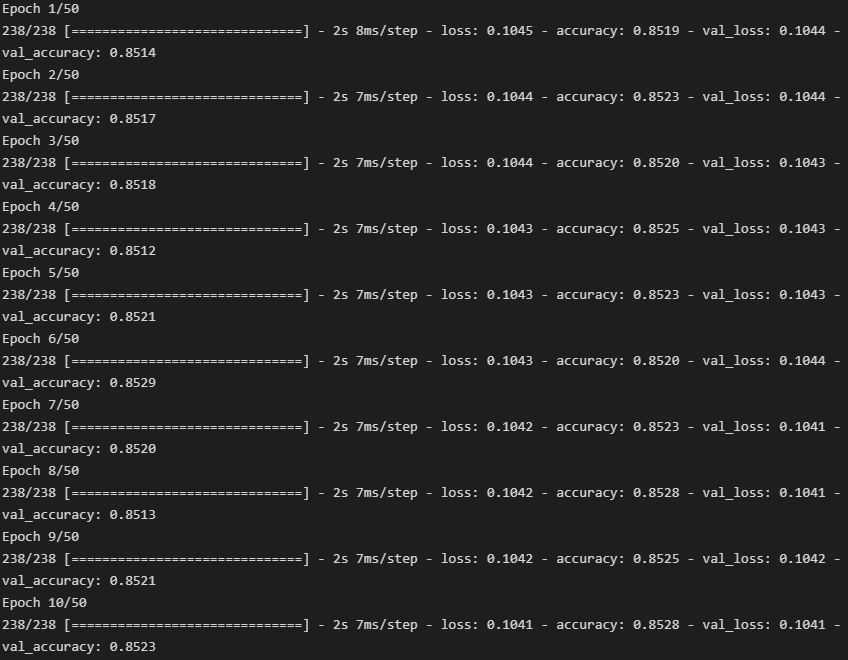 Epoch 1/50
238/238 [==============================] - 2s 8ms/step - loss: 0.1045 - accuracy: 0.8519 - val_loss: 0.1044 -
val_accuracy: 0.8514
Epoch 2/50
238/238 [==============================] - 2s 7ms/step - loss: 0.1044 - accuracy: 0.8523 - val_loss: 0.1044 -
val_accuracy: 0.8517
Epoch 3/50
238/238 [==============================] - 2s 7ms/step - loss: 0.1044 - accuracy: 0.8520 - val_loss: 0.1043 -
val_accuracy: 0.8518
Epoch 4/50
238/238 [==============================] - 2s 7ms/step - loss: 0.1043 - accuracy: 0.8525 - val_loss: 0.1043 -
val_accuracy: 0.8512
Epoch 5/50
238/238 [==============================] - 2s 7ms/step - loss: 0.1043 - accuracy: 0.8523 - val_loss: 0.1043 -
val_accuracy: 0.8521
Epoch 6/50
238/238 [==============================] - 2s 7ms/step - loss: 0.1043 - accuracy: 0.8520 - val_loss: 0.1044 -
val_accuracy: 0.8529
Epoch 7/50
238/238 [==============================] - 2s 7ms/step - loss: 0.1042 - accuracy: 0.8523 - val_loss: 0.1041 -
val_accuracy: 0.8520
Epoch 8/50
238/238 [==============================] - 2s 7ms/step - loss: 0.1042 - accuracy: 0.8528 - val_loss: 0.1041 -
val_accuracy: 0.8513
Epoch 9/50
238/238 [==============================] - 2s 7ms/step - loss: 0.1042 - accuracy: 0.8525 - val_loss: 0.1042 -
val_accuracy: 0.8521
Epoch 10/50
238/238 [==============================] - 2s 7ms/step - loss: 0.1041 - accuracy: 0.8528 - val_loss: 0.1041 -
val_accuracy: 0.8523